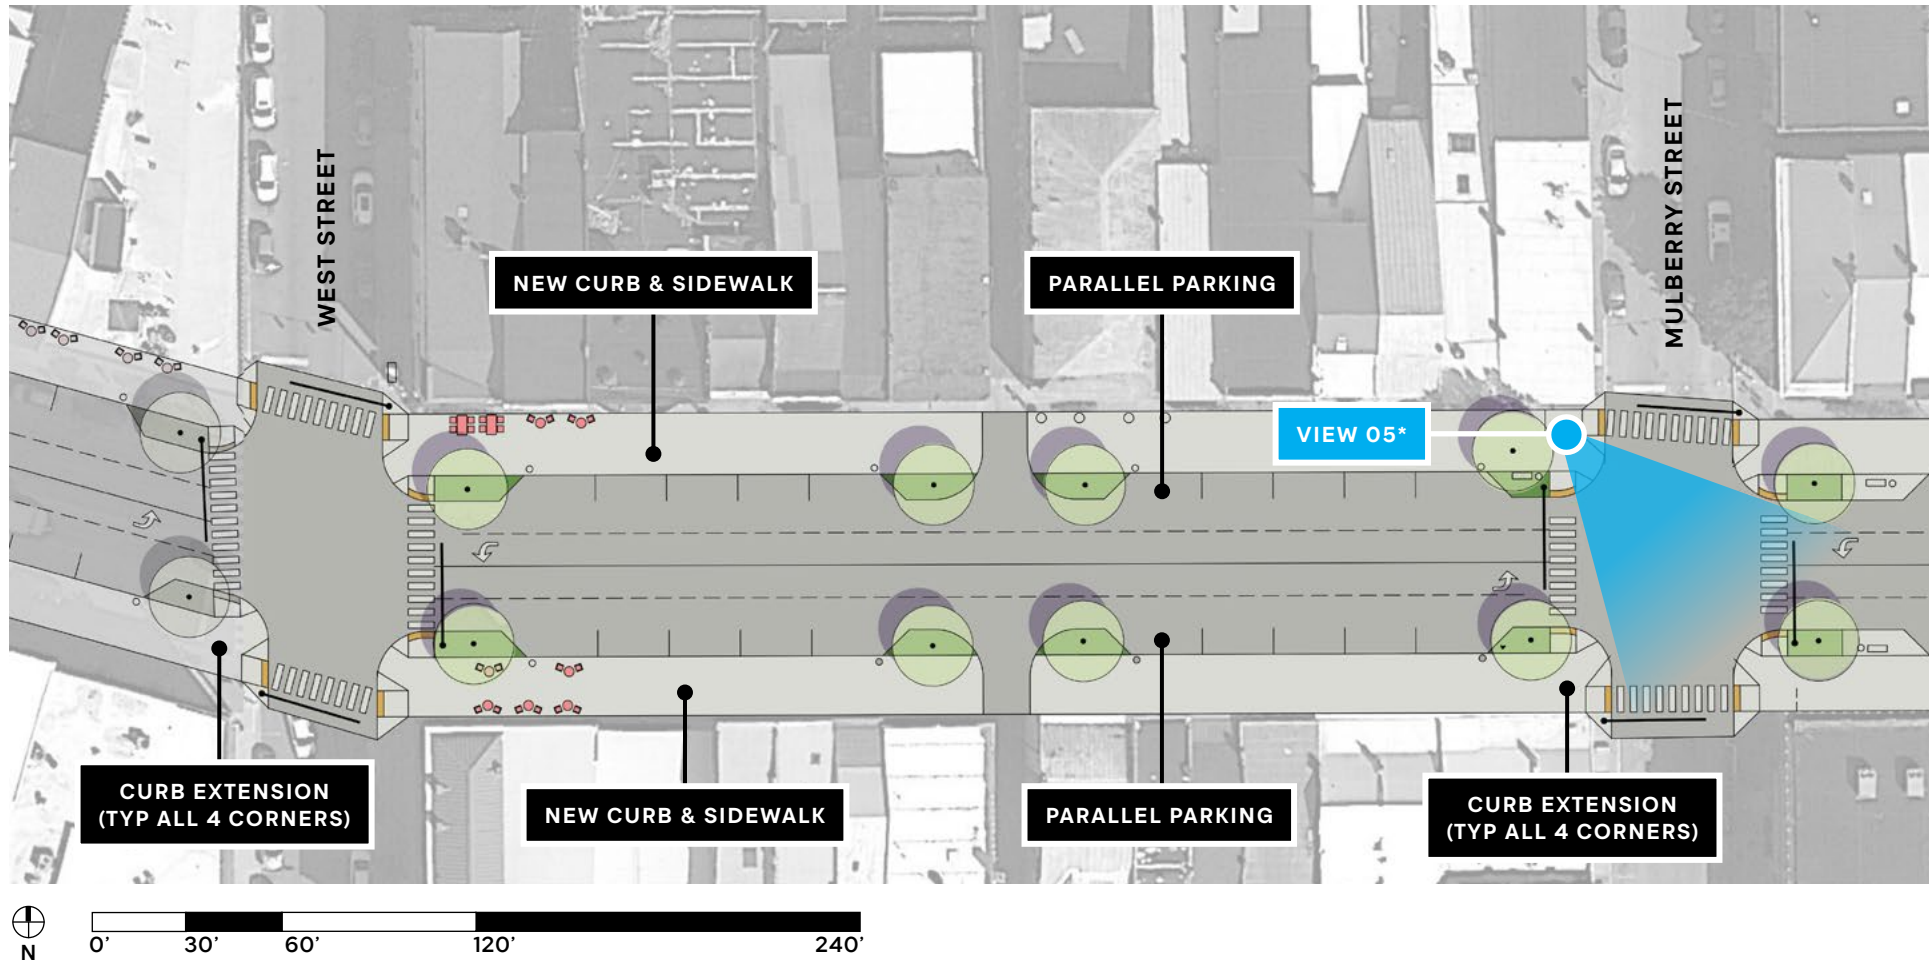 WEST STREET
MULBERRY STREET
NEW CURB & SIDEWALK
PARALLEL PARKING
VIEW 05*
CURB EXTENSION
(TYP ALL 4 CORNERS)
NEW CURB & SIDEWALK
PARALLEL PARKING
CURB EXTENSION
(TYP ALL 4 CORNERS)
N
0’
30’
60’
120’
240’